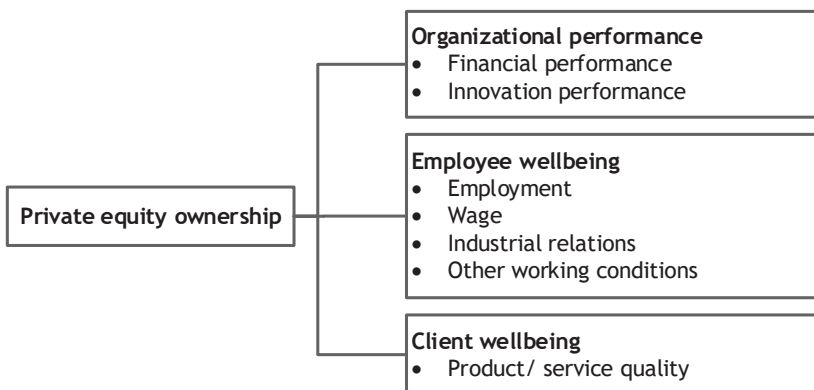 Organizational performance
• Financial performance
• Innovation performance
Employee wellbeing
• Employment
• Wage
• Industrial relations
• Other working conditions
Private equity ownership
Client wellbeing
• Product/ service quality